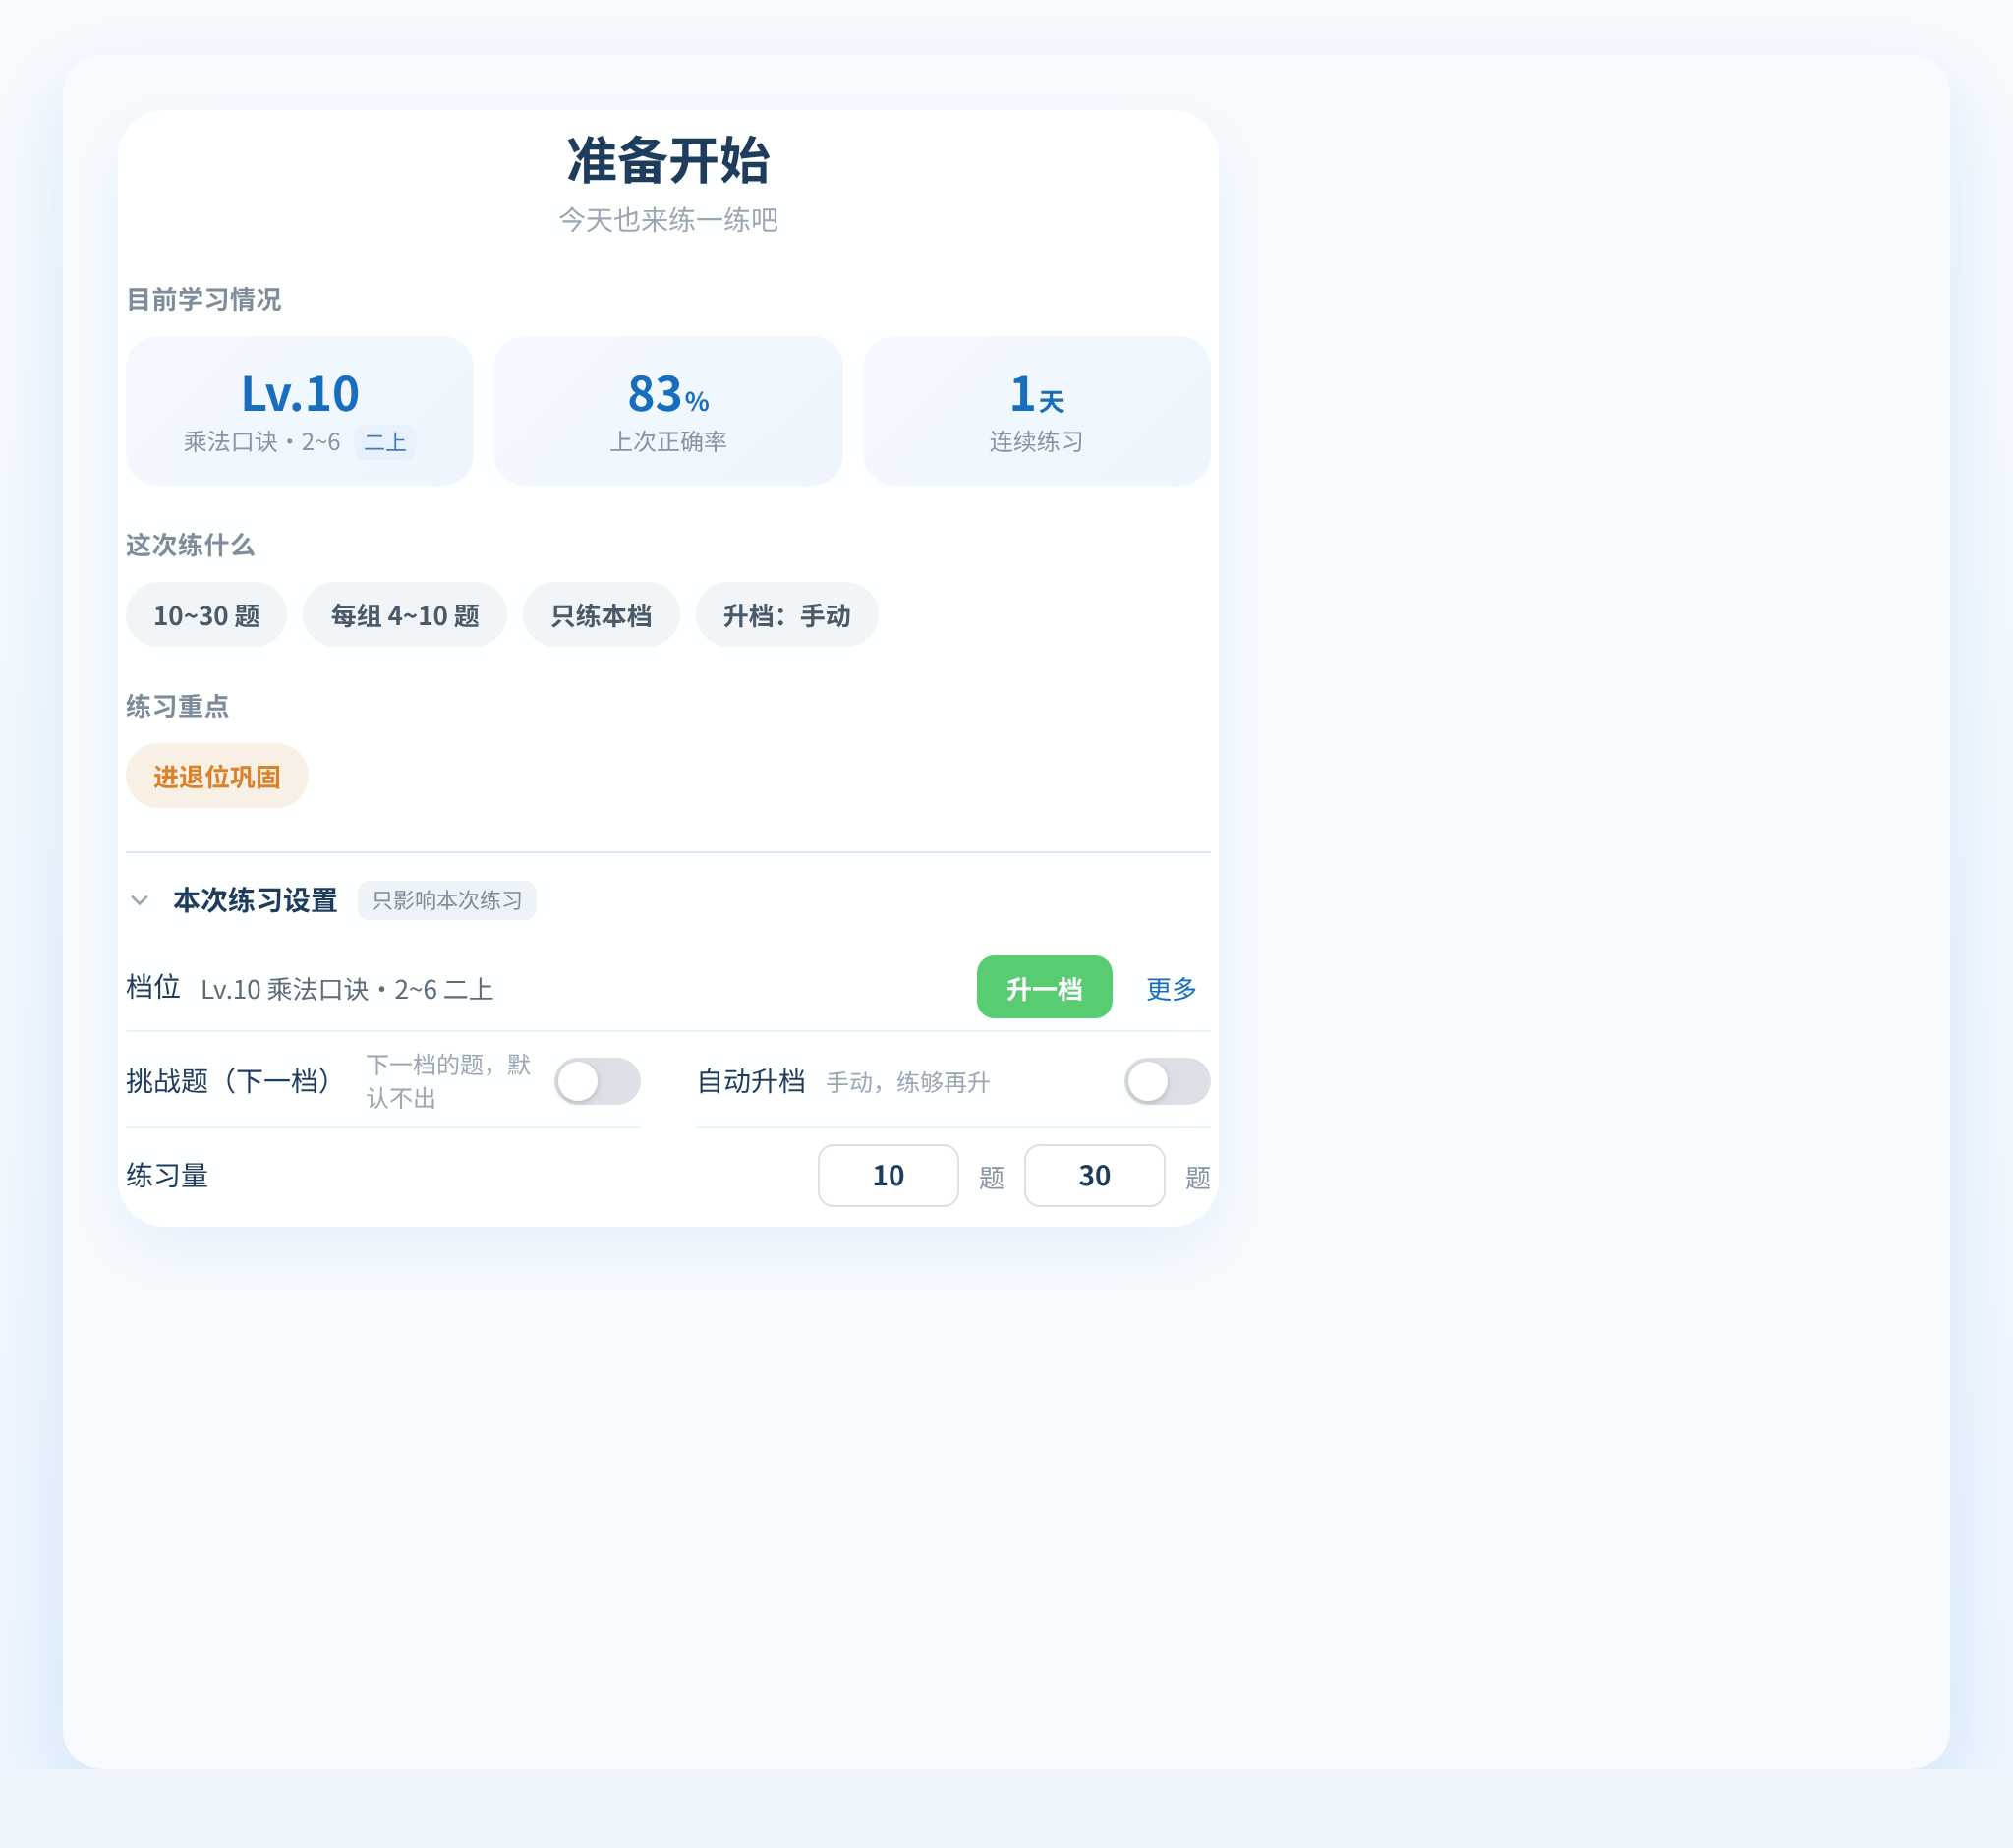 准备开始
今天也来练一练吧
目前学习情况
Lv.10
乘法口诀·2~6 二上
83%
上次正确率
1天
连续练习
这次练什么
10~30 题
每组 4~10 题
只练本档
升档：手动
练习重点
进退位巩固
本次练习设置 只影响本次练习
档位 Lv.10 乘法口诀·2~6 二上 升一档 更多
挑战题（下一档） 下一档的题，默
认不出
自动升档 手动，练够再升
练习量 10 题 30 题